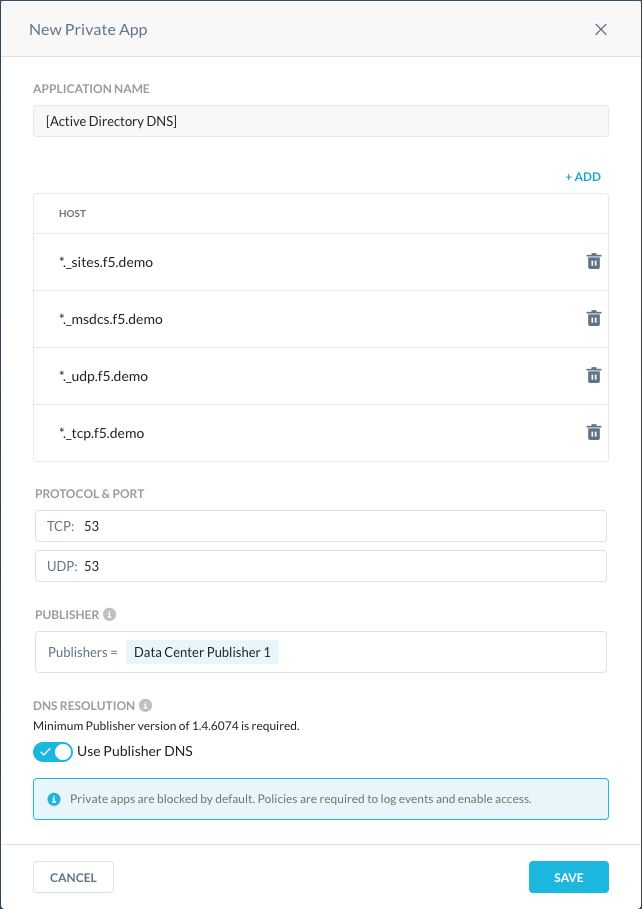 New Private App
APPLICATION NAME
[Active Directory DNS]
+ ADD
HOST
*._sites.f5.demo
*._msdcs.f5.demo
*._udp.f5.demo
*._tcp.f5.demo
PROTOCOL & PORT
TCP: 53
UDP: 53
PUBLISHER
Publishers = Data Center Publisher 1
DNS RESOLUTION
Minimum Publisher version of 1.4.6074 is required.
Use Publisher DNS
Private apps are blocked by default. Policies are required to log events and enable access.
CANCEL SAVE